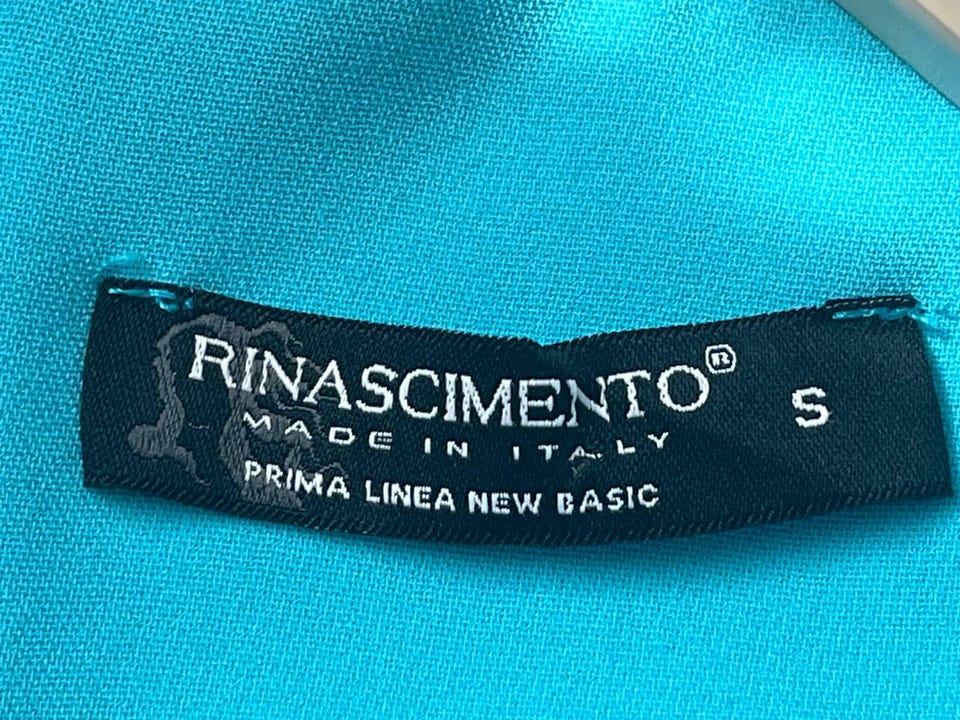 RINASCIMENTO® S
MADE IN ITALY
PRIMA LINEA NEW BASIC